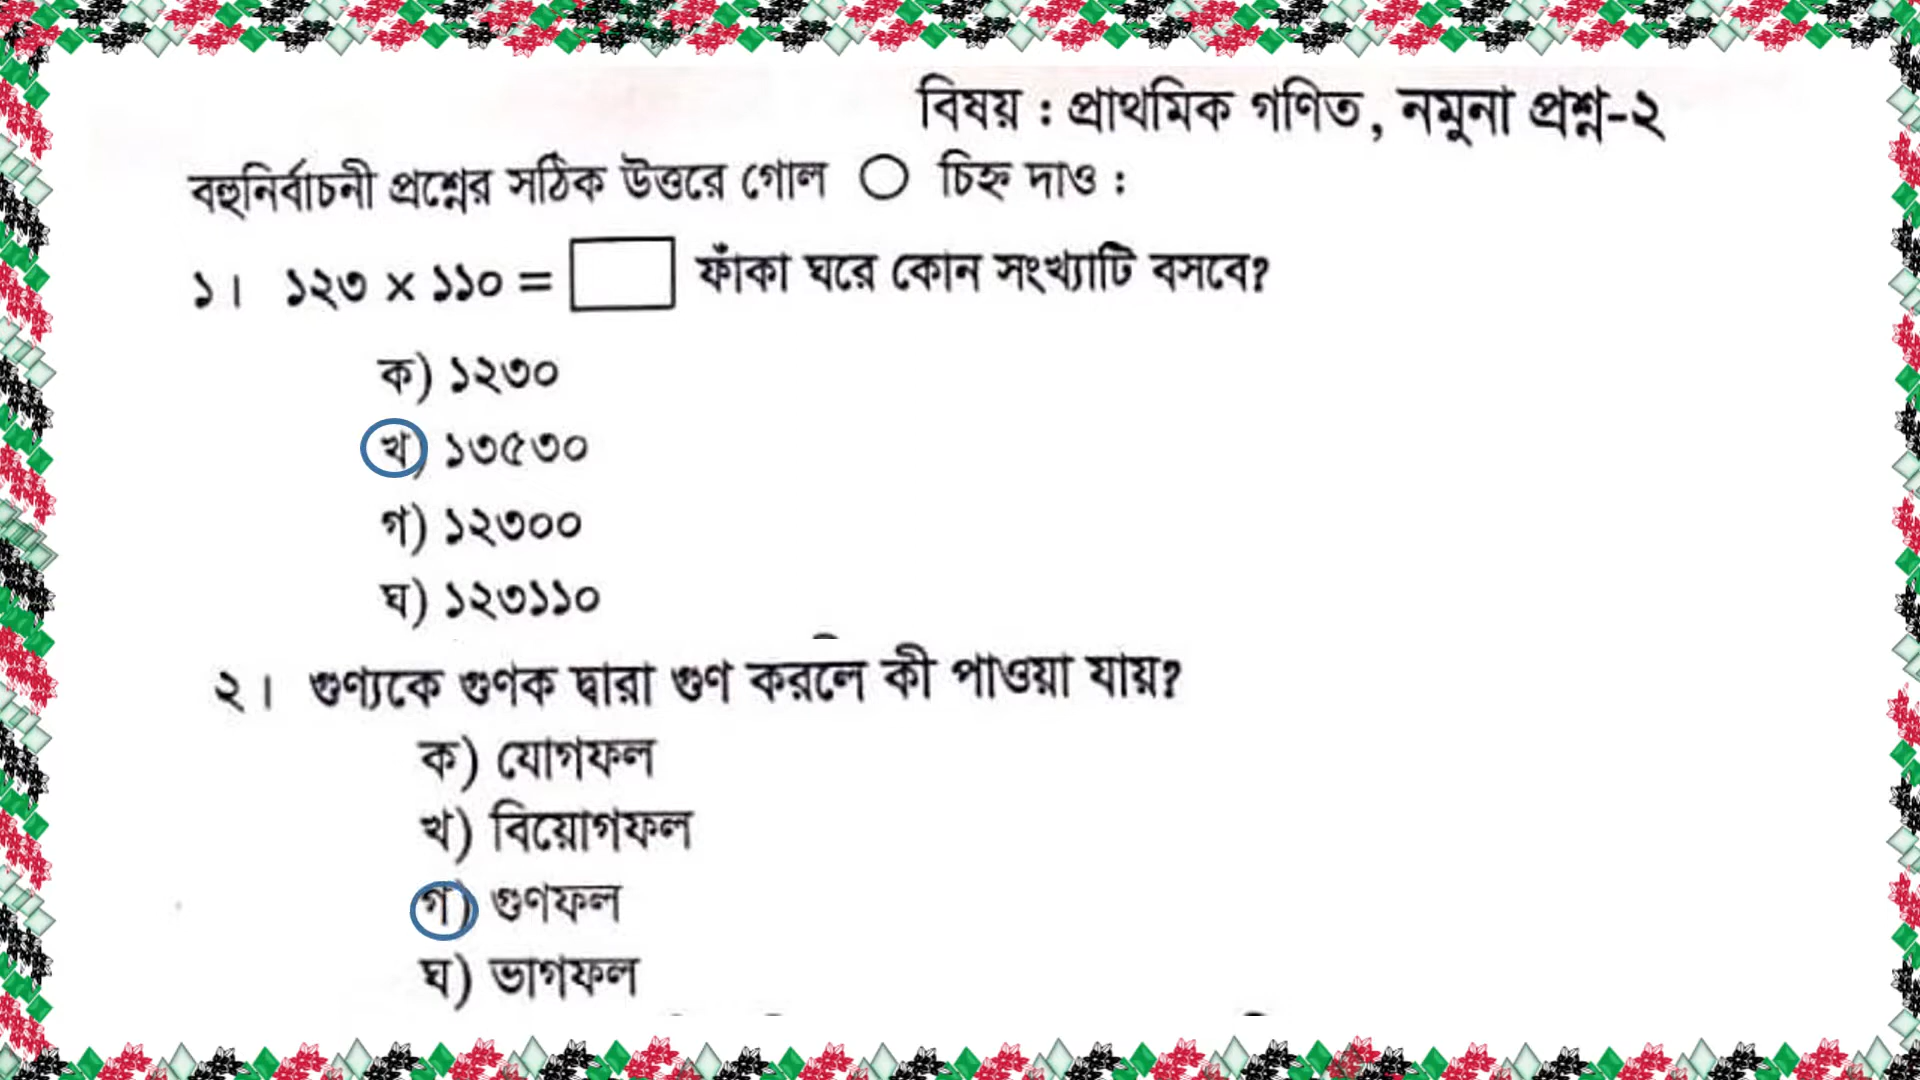 বিষয় : প্রাথমিক গণিত, নমুনা প্রশ্ন-২
বহুনির্বাচনী প্রশ্নের সঠিক উত্তরে গোল ○ চিহ্ন দাও :
১। ১২৩ × ১১০ = ফাঁকা ঘরে কোন সংখ্যাটি বসবে?
ক) ১২৩০
খ) ১৩৫৩০
গ) ১২৩০০
ঘ) ১২৩১১০
২। গুণ্যকে গুণক দ্বারা গুণ করলে কী পাওয়া যায়?
ক) যোগফল
খ) বিয়োগফল
গ) গুণফল
ঘ) ভাগফল